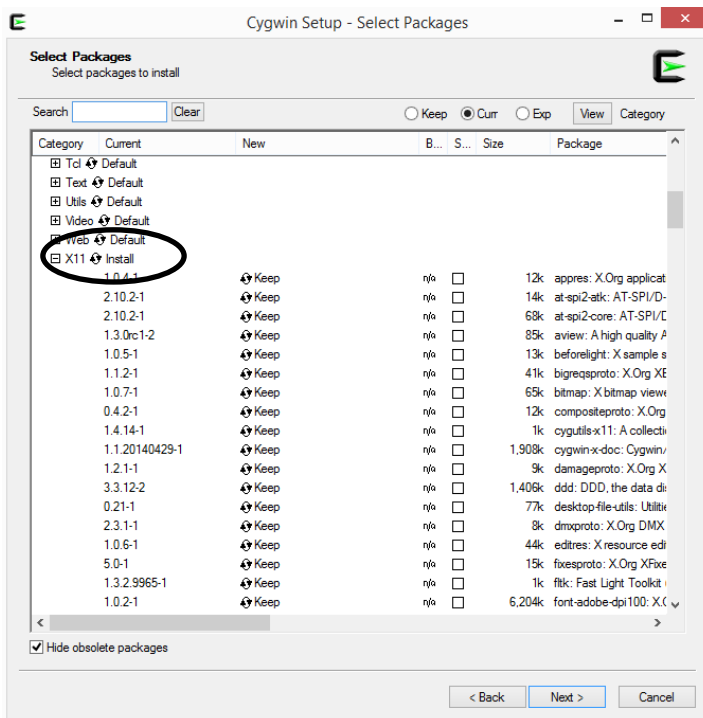 Cygwin Setup - Select Packages
Select Packages
Select packages to install
Search Clear Keep Curr Exp View Category
Category Current New B... S... Size Package
Tcl Default
Text Default
Utils Default
Video Default
Web Default
X11 Install
1.0.4-1 Keep n/a 12k appres: X.Org applicat
2.10.2-1 Keep n/a 14k at-spi2-atk: AT-SPI/D-
2.10.2-1 Keep n/a 68k at-spi2-core: AT-SPI/D
1.3.0rc1-2 Keep n/a 85k aview: A high quality A
1.0.5-1 Keep n/a 13k beforelight: X sample s
1.1.2-1 Keep n/a 41k bigreqsproto: X.Org XE
1.0.7-1 Keep n/a 65k bitmap: X bitmap viewe
0.4.2-1 Keep n/a 12k compositeproto: X.Org
1.4.14-1 Keep n/a 1k cygutils-x11: A collecti
1.1.20140429-1 Keep n/a 1,908k cygwin-x-doc: Cygwin/
1.2.1-1 Keep n/a 9k damageproto: X.Org X
3.3.12-2 Keep n/a 1,406k ddd: DDD, the data dis
0.21-1 Keep n/a 77k desktop-file-utils: Utilitie
2.3.1-1 Keep n/a 8k dmxproto: X.Org DMX
1.0.6-1 Keep n/a 44k editres: X resource edi
5.0-1 Keep n/a 15k fixesproto: X.Org XFixe
1.3.2.9965-1 Keep n/a 1k fltk: Fast Light Toolkit
1.0.2-1 Keep n/a 6,204k font-adobe-dpi100: X.O
Hide obsolete packages
< Back Next > Cancel